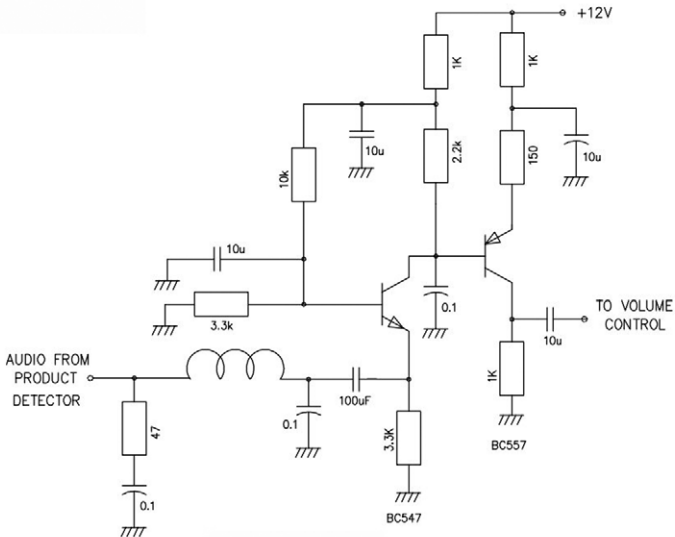 +12V
1K
1K
10u
2.2k
150
10u
10k
10u
3.3k
0.1
TO VOLUME
CONTROL
10u
AUDIO FROM
PRODUCT
DETECTOR
47
0.1
100uF
3.3K
1K
0.1
BC557
BC547